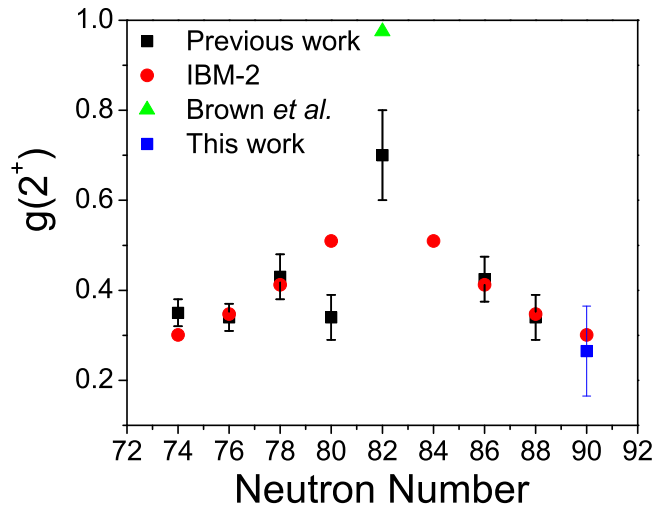 Previous work
IBM-2
Brown et al.
This work
1.0
0.8
0.6
0.4
0.2
g(2⁺)
72 74 76 78 80 82 84 86 88 90 92
Neutron Number